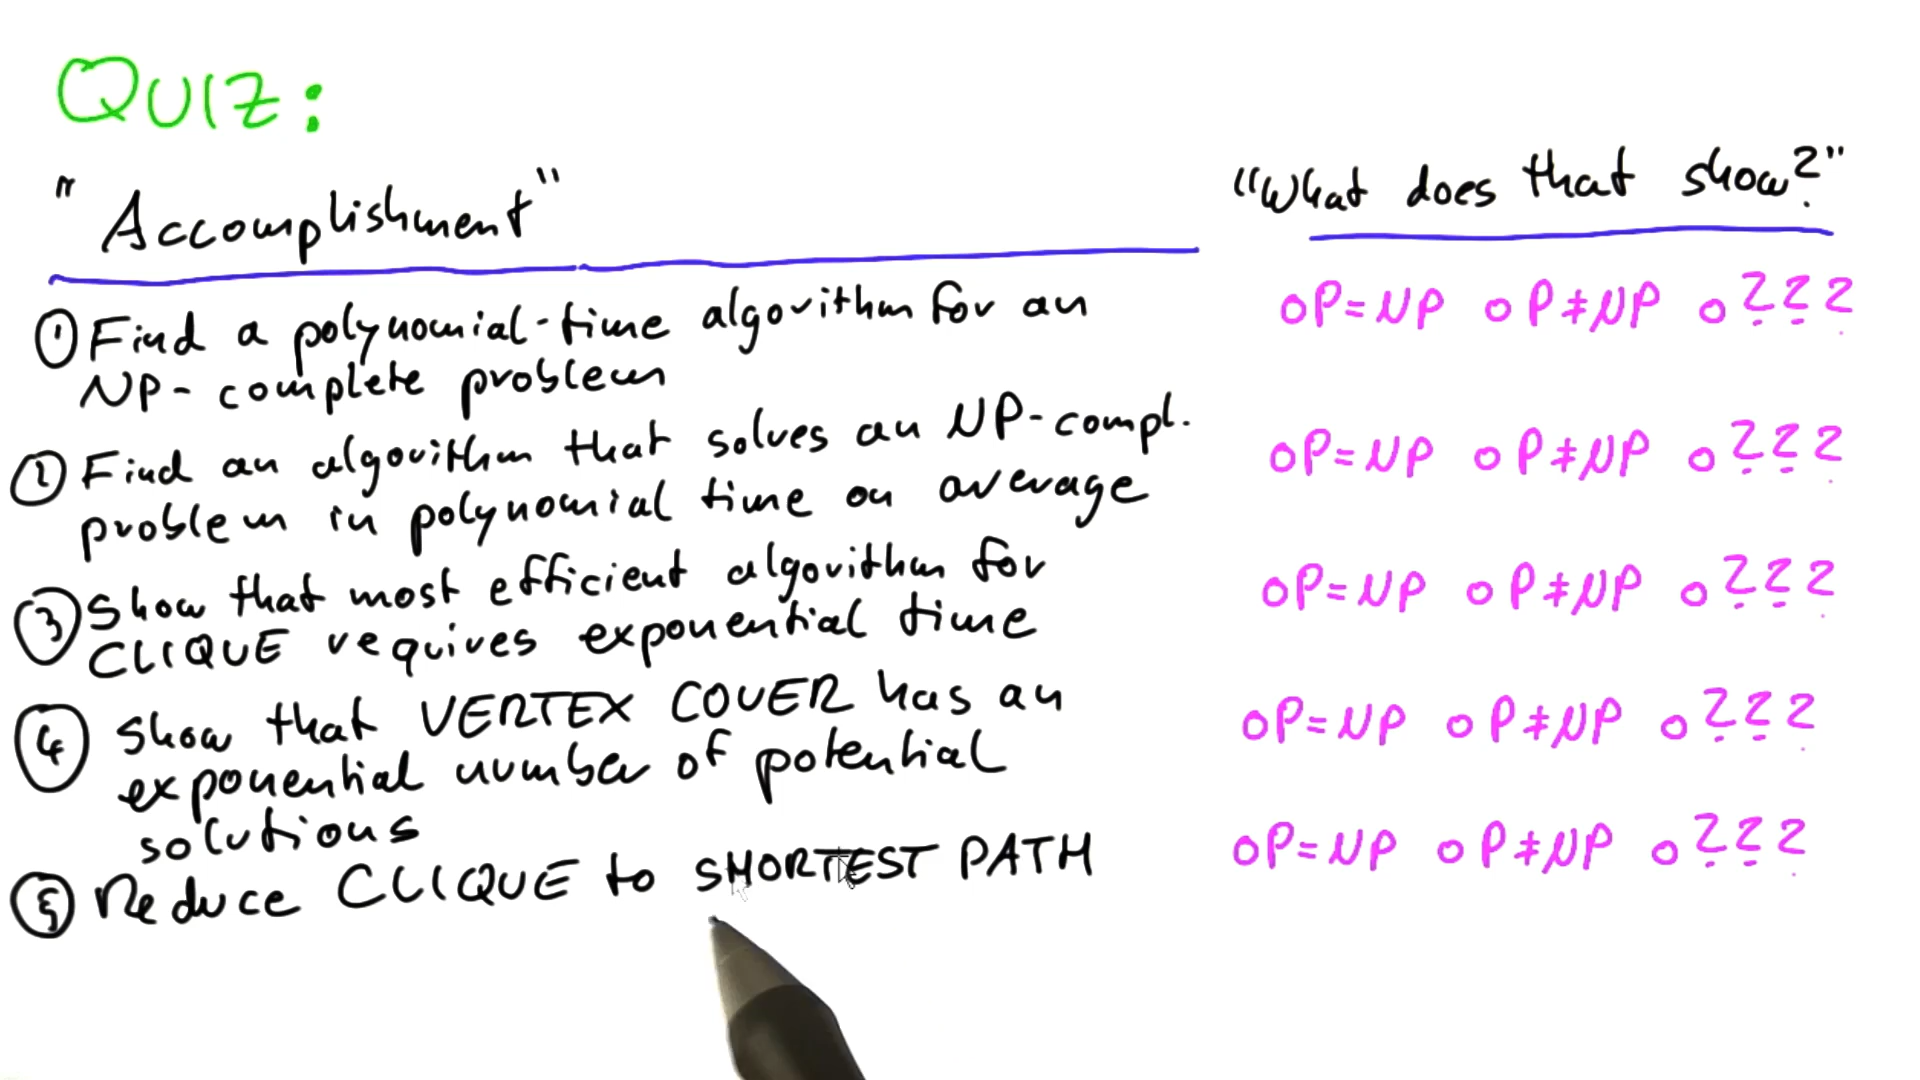 QUIZ:
"Accomplishment" "What does that show?"
① Find a polynomial-time algorithm for an o P=NP o P≠NP o ???
NP-complete problem
② Find an algorithm that solves an NP-compl. o P=NP o P≠NP o ???
problem in polynomial time on average
③ Show that most efficient algorithm for o P=NP o P≠NP o ???
CLIQUE requires exponential time
④ Show that VERTEX COVER has an o P=NP o P≠NP o ???
exponential number of potential
solutions
⑤ Reduce CLIQUE to SHORTEST PATH o P=NP o P≠NP o ???